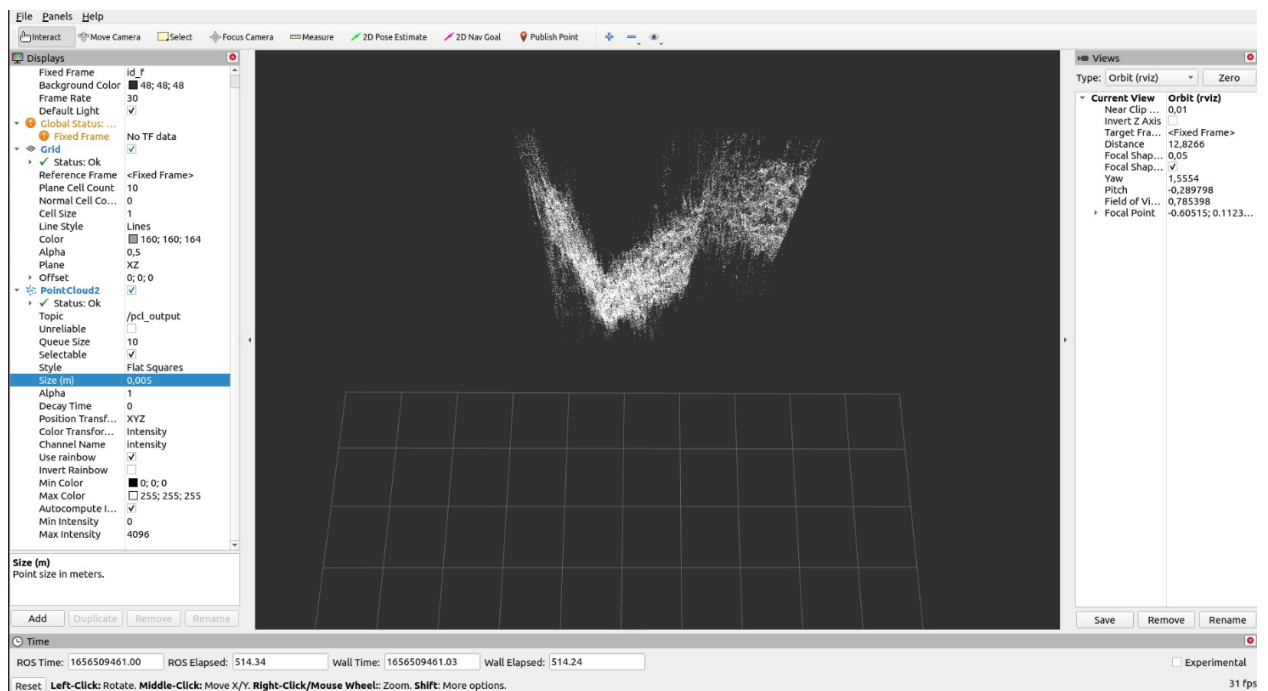 File Panels Help
Interact Move Camera Select Focus Camera Measure 2D Pose Estimate 2D Nav Goal Publish Point
Displays
Fixed Frame id_f
Background Color 48; 48; 48
Frame Rate 30
Default Light
Global Status: ...
Fixed Frame No TF data
Grid
Status: Ok
Reference Frame <Fixed Frame>
Plane Cell Count 10
Normal Cell Co... 0
Cell Size 1
Line Style Lines
Color 160; 160; 164
Alpha 0,5
Plane XZ
Offset 0; 0; 0
PointCloud2
Status: Ok
Topic /pcl_output
Unreliable
Queue Size 10
Selectable
Style Flat Squares
Size (m) 0,005
Alpha 1
Decay Time 0
Position Transf... XYZ
Color Transfor... Intensity
Channel Name intensity
Use rainbow
Invert Rainbow
Min Color 0; 0; 0
Max Color 255; 255; 255
Autocompute I...
Min Intensity 0
Max Intensity 4096
Size (m)
Point size in meters.
Add Duplicate Remove Rename
Views
Type: Orbit (rviz) Zero
Current View Orbit (rviz)
Near Clip ... 0,01
Invert Z Axis
Target Fra... <Fixed Frame>
Distance 12,8266
Focal Shap... 0,05
Focal Shap...
Yaw 1,5554
Pitch -0,289798
Field of Vi... 0,785398
Focal Point -0.60515; 0.1123...
Save Remove Rename
Time
ROS Time: 1656509461.00 ROS Elapsed: 514.34 Wall Time: 1656509461.03 Wall Elapsed: 514.24 Experimental
Reset Left-Click: Rotate. Middle-Click: Move X/Y. Right-Click/Mouse Wheel:: Zoom. Shift: More options. 31 fps